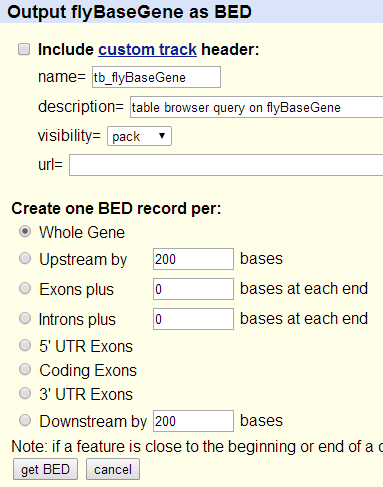 Output flyBaseGene as BED
Include custom track header:
name= tb_flyBaseGene
description= table browser query on flyBaseGene
visibility= pack
url=
Create one BED record per:
Whole Gene
Upstream by 200 bases
Exons plus 0 bases at each end
Introns plus 0 bases at each end
5' UTR Exons
Coding Exons
3' UTR Exons
Downstream by 200 bases
Note: if a feature is close to the beginning or end of a
get BED cancel